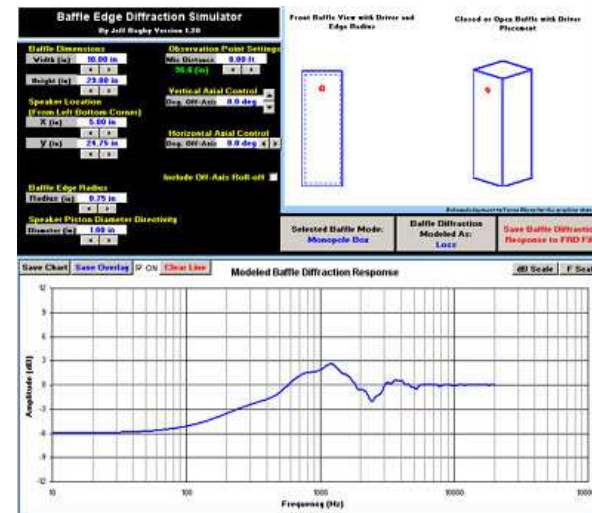 Baffle Edge Diffraction Simulator
By Jeff Bagby Version 1.20
Baffle Dimensions
Width (in) 10.00 in
Height (in)
Speaker Location
(From Left Bottom Corner)
X (in) 5.00 in
Y (in) 24.75 in
Baffle Edge Radius
Radius (in) 0.75 in
Speaker Piston Diameter Directivity
Diameter (in) 1.00 in
Observation Point Settings
Mic Distance
Vertical Axial Control
Deg. Off-Axis 0.0 deg
Horizontal Axial Control
Deg. Off-Axis 0.0 deg
Include Off-Axis Roll-off
Front Baffle View with Driver and
Edge Radius
Closed or Open Baffle with Driver
Placement
Selected Baffle Mode:
Monopole Box
Baffle Diffraction
Modeled As:
Loss
Save Baffle Diffraction
Response to FRD
Save Chart Save Overlay ON Clear Line
Modeled Baffle Diffraction Response
dB Scale F
Amplitude (dB)
12
9
6
3
0
-3
-6
-9
-12
10
100
1000
10000
Frequency (Hz)